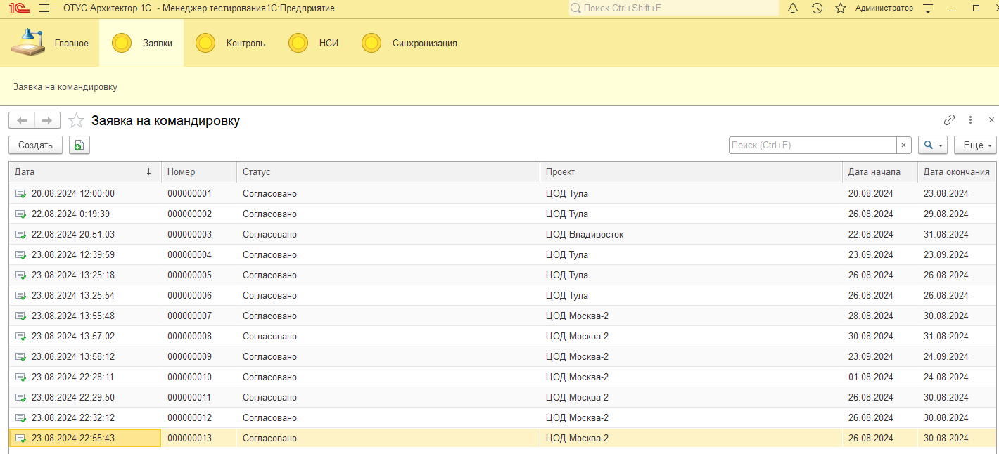 1С ОТУС Архитектор 1С - Менеджер тестирования1С:Предприятие Поиск Ctrl+Shift+F Администратор
Главное Заявки Контроль НСИ Синхронизация
Заявка на командировку
Заявка на командировку
Создать Поиск (Ctrl+F) × Еще
Дата ↓ Номер Статус Проект Дата начала Дата окончания
20.08.2024 12:00:00 000000001 Согласовано ЦОД Тула 20.08.2024 23.08.2024
22.08.2024 0:19:39 000000002 Согласовано ЦОД Тула 26.08.2024 29.08.2024
22.08.2024 20:51:03 000000003 Согласовано ЦОД Владивосток 22.08.2024 31.08.2024
23.08.2024 12:39:59 000000004 Согласовано ЦОД Тула 23.09.2024 23.09.2024
23.08.2024 13:25:18 000000005 Согласовано ЦОД Тула 26.08.2024 26.08.2024
23.08.2024 13:25:54 000000006 Согласовано ЦОД Тула 26.08.2024 26.08.2024
23.08.2024 13:55:48 000000007 Согласовано ЦОД Москва-2 28.08.2024 30.08.2024
23.08.2024 13:57:02 000000008 Согласовано ЦОД Москва-2 30.08.2024 31.08.2024
23.08.2024 13:58:12 000000009 Согласовано ЦОД Москва-2 23.09.2024 24.09.2024
23.08.2024 22:28:11 000000010 Согласовано ЦОД Москва-2 01.08.2024 24.08.2024
23.08.2024 22:29:50 000000011 Согласовано ЦОД Москва-2 26.08.2024 30.08.2024
23.08.2024 22:32:12 000000012 Согласовано ЦОД Москва-2 26.08.2024 30.08.2024
23.08.2024 22:55:43 000000013 Согласовано ЦОД Москва-2 26.08.2024 30.08.2024